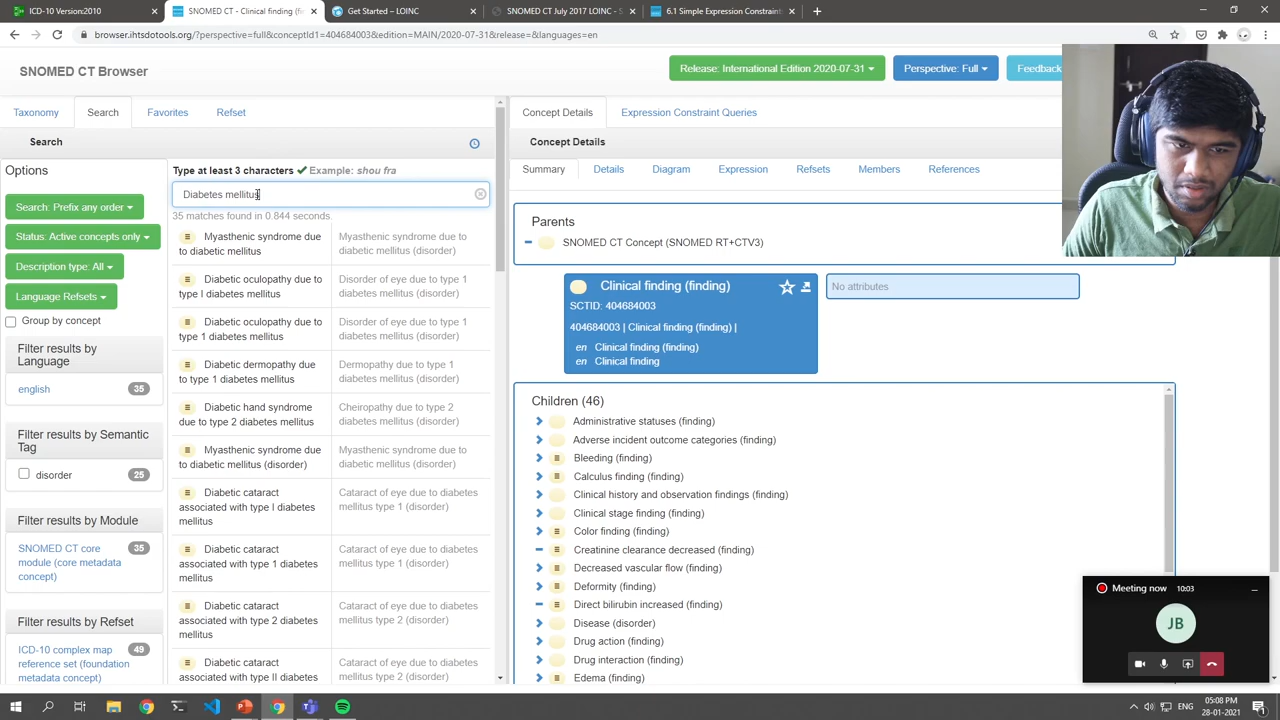 ICD-10 Version:2010
SNOMED CT - Clinical finding (fi
Get Started – LOINC
SNOMED CT July 2017 LOINC - S
6.1 Simple Expression Constraint
browser.ihtsdotools.org/?perspective=full&conceptId1=404684003&edition=MAIN/2020-07-31&release=&languages=en
SNOMED CT Browser
Release: International Edition 2020-07-31
Perspective: Full
Feedback
Taxonomy
Search
Favorites
Refset
Search
Options
Search: Prefix any order
Status: Active concepts only
Description type: All
Language Refsets
Group by concept
Filter results by
Language
english
35
Filter results by Semantic
Tag
disorder
25
Filter results by Module
SNOMED CT core
module (core metadata
concept)
35
Filter results by Refset
ICD-10 complex map
reference set (foundation
metadata concept)
49
Type at least 3 characters Example: shou fra
Diabetes mellitus
35 matches found in 0.844 seconds.
Myasthenic syndrome due
to diabetic mellitus
Myasthenic syndrome due to
diabetic mellitus (disorder)
Diabetic oculopathy due to
type I diabetes mellitus
Disorder of eye due to type 1
diabetes mellitus (disorder)
Diabetic oculopathy due to
type 1 diabetes mellitus
Disorder of eye due to type 1
diabetes mellitus (disorder)
Diabetic dermopathy due
to type 1 diabetes mellitus
Dermopathy due to type 1
diabetes mellitus (disorder)
Diabetic hand syndrome
due to type 2 diabetes mellitus
Cheiropathy due to type 2
diabetes mellitus (disorder)
Myasthenic syndrome due
to diabetic mellitus (disorder)
Myasthenic syndrome due to
diabetic mellitus (disorder)
Diabetic cataract
associated with type I diabetes
mellitus
Cataract of eye due to diabetes
mellitus type 1 (disorder)
Diabetic cataract
associated with type 1 diabetes
mellitus
Cataract of eye due to diabetes
mellitus type 1 (disorder)
Diabetic cataract
associated with type 2 diabetes
mellitus
Cataract of eye due to diabetes
mellitus type 2 (disorder)
Diabetic cataract
associated with type II diabetes
Cataract of eye due to diabetes
mellitus type 2 (disorder)
Concept Details
Expression Constraint Queries
Concept Details
Summary
Details
Diagram
Expression
Refsets
Members
References
Parents
SNOMED CT Concept (SNOMED RT+CTV3)
Clinical finding (finding)
SCTID: 404684003
404684003 | Clinical finding (finding) |
en Clinical finding (finding)
en Clinical finding
No attributes
Children (46)
Administrative statuses (finding)
Adverse incident outcome categories (finding)
Bleeding (finding)
Calculus finding (finding)
Clinical history and observation findings (finding)
Clinical stage finding (finding)
Color finding (finding)
Creatinine clearance decreased (finding)
Decreased vascular flow (finding)
Deformity (finding)
Direct bilirubin increased (finding)
Disease (disorder)
Drug action (finding)
Drug interaction (finding)
Edema (finding)
Meeting now
10:03
JB
ENG
05:08 PM
28-01-2021
1